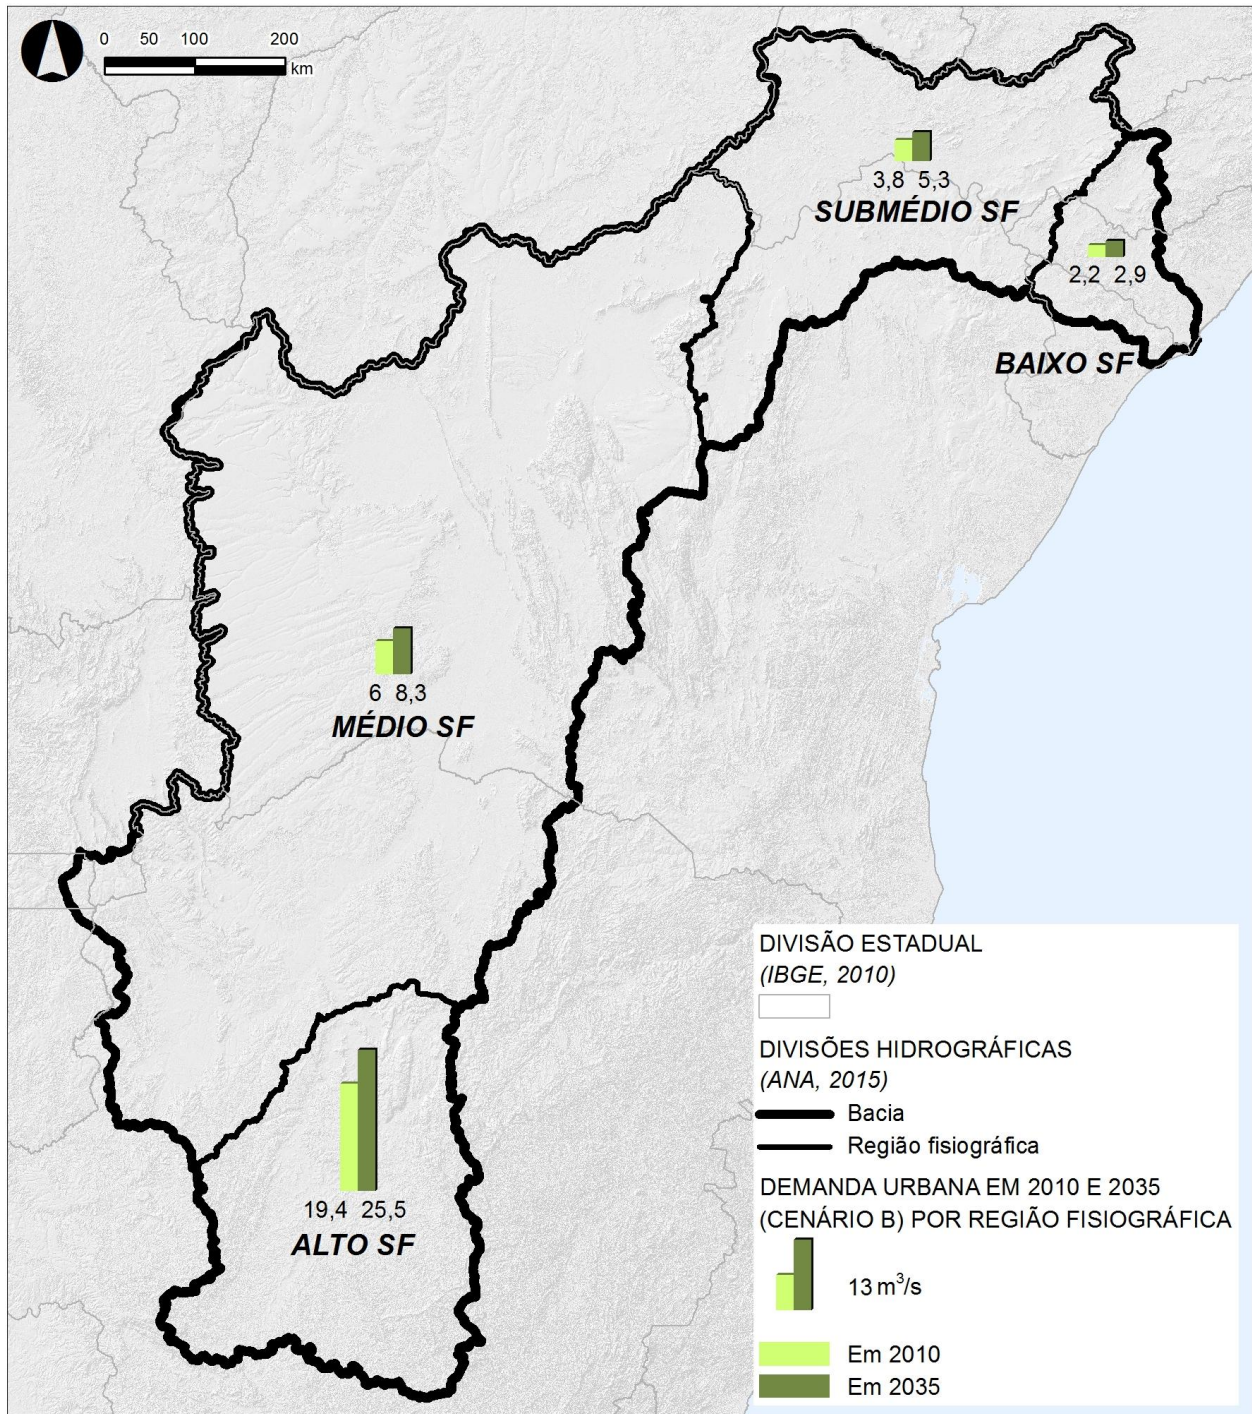 0 50 100 200
km
3,8 5,3
SUBMÉDIO SF
2,2 2,9
BAIXO SF
6 8,3
MÉDIO SF
19,4 25,5
ALTO SF
DIVISÃO ESTADUAL
(IBGE, 2010)
DIVISÕES HIDROGRÁFICAS
(ANA, 2015)
Bacia
Região fisiográfica
DEMANDA URBANA EM 2010 E 2035
(CENÁRIO B) POR REGIÃO FISIOGRÁFICA
13 m³/s
Em 2010
Em 2035